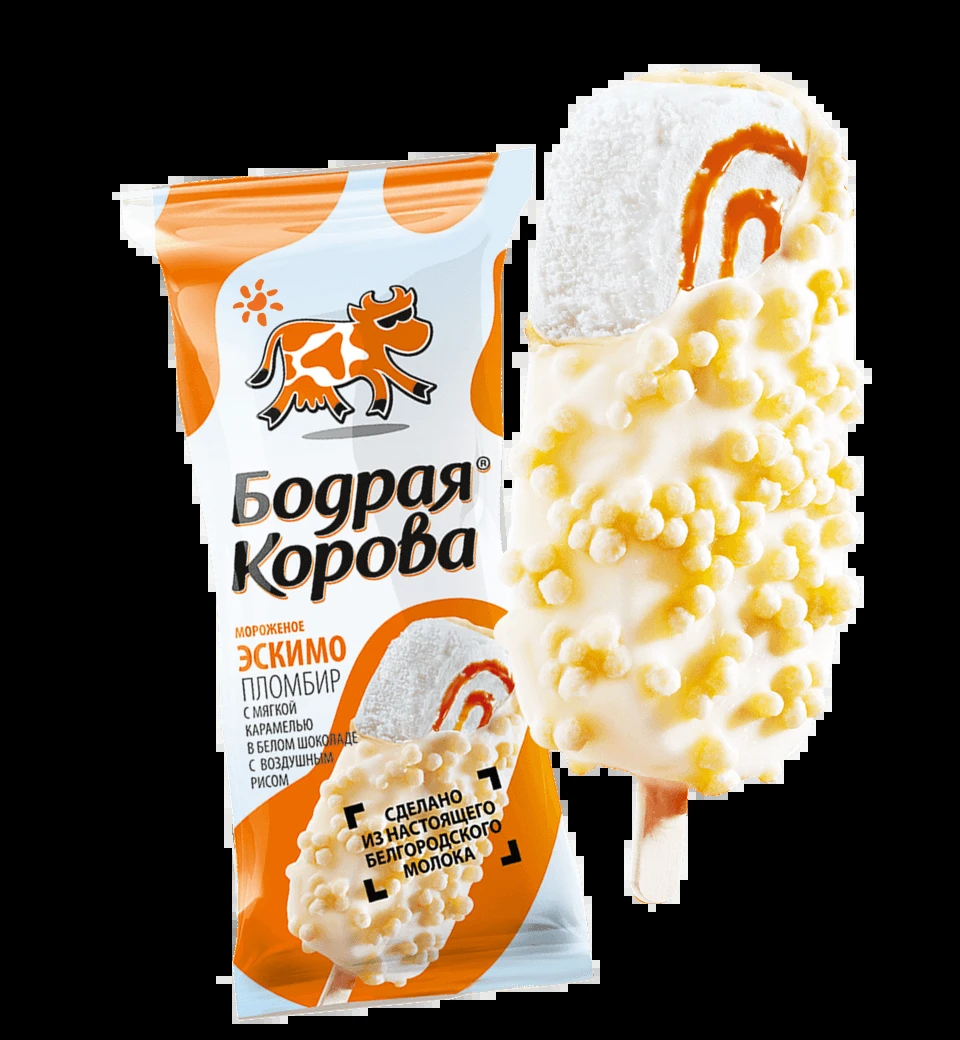 Бодрая®
Корова
МОРОЖЕНОЕ
ЭСКИМО
ПЛОМБИР
С МЯГКОЙ
КАРАМЕЛЬЮ
В БЕЛОМ ШОКОЛАДЕ
С ВОЗДУШНЫМ
РИСОМ
СДЕЛАНО
ИЗ НАСТОЯЩЕГО
БЕЛГОРОДСКОГО
МОЛОКА